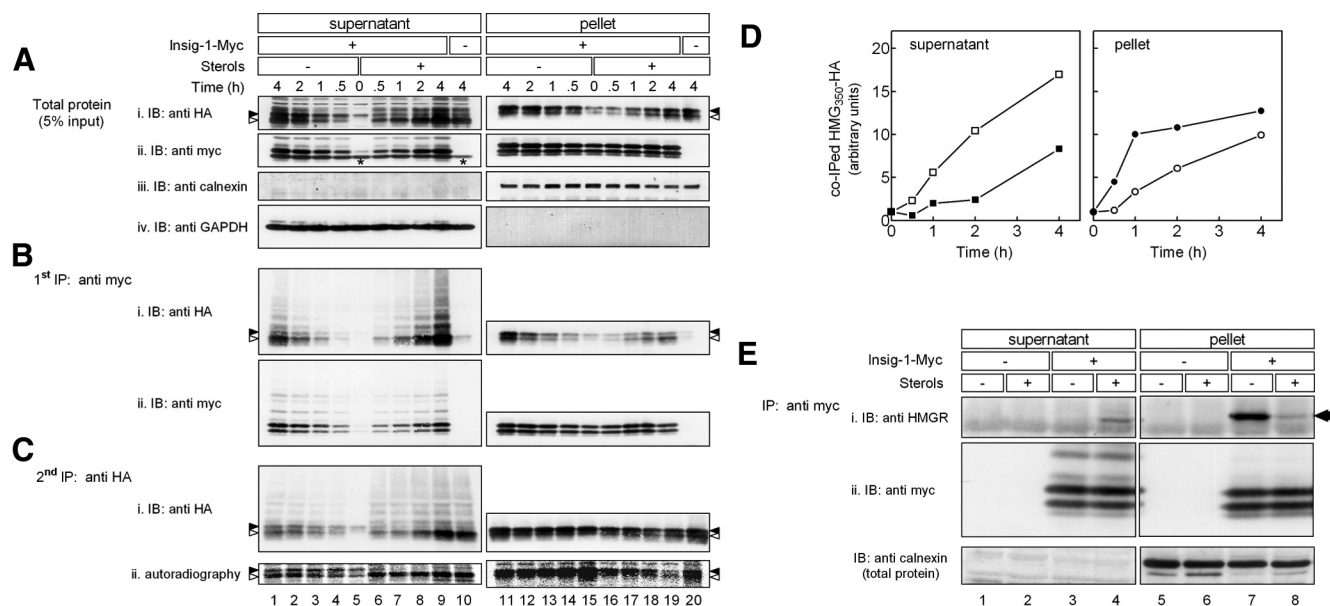 A
supernatant
pellet
Insig-1-Myc
+
-
+
-
Sterols
-
+
-
+
Time (h)
4 2 1 .5 0 .5 1 2 4 4
4 2 1 .5 0 .5 1 2 4 4
Total protein
(5% input)
i. IB: anti HA
ii. IB: anti myc
* *
iii. IB: anti calnexin
iv. IB: anti GAPDH
B
1st IP: anti myc
i. IB: anti HA
ii. IB: anti myc
C
2nd IP: anti HA
i. IB: anti HA
ii. autoradiography
1 2 3 4 5 6 7 8 9 10
11 12 13 14 15 16 17 18 19 20
D
co-IPed HMG350-HA
(arbitrary units)
20
15
10
5
0
supernatant
pellet
0 1 2 3 4
0 1 2 3 4
Time (h)
Time (h)
E
supernatant
pellet
Insig-1-Myc
-
+
-
+
Sterols
- + - +
- + - +
IP: anti myc
i. IB: anti HMGR
ii. IB: anti myc
IB: anti calnexin
(total protein)
1 2 3 4 5 6 7 8